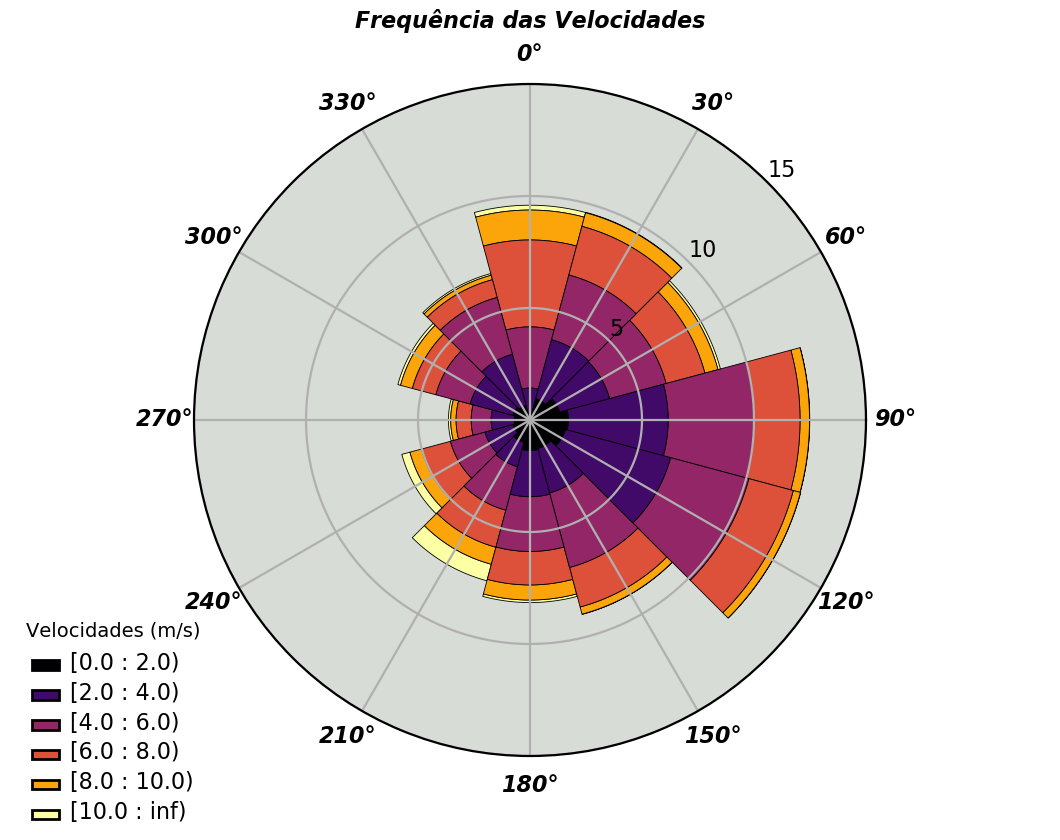 Frequência das Velocidades
0°
330°
30°
15
300°
60°
10
5
270°
90°
240°
120°
210°
150°
180°
Velocidades (m/s)
[0.0 : 2.0)
[2.0 : 4.0)
[4.0 : 6.0)
[6.0 : 8.0)
[8.0 : 10.0)
[10.0 : inf)